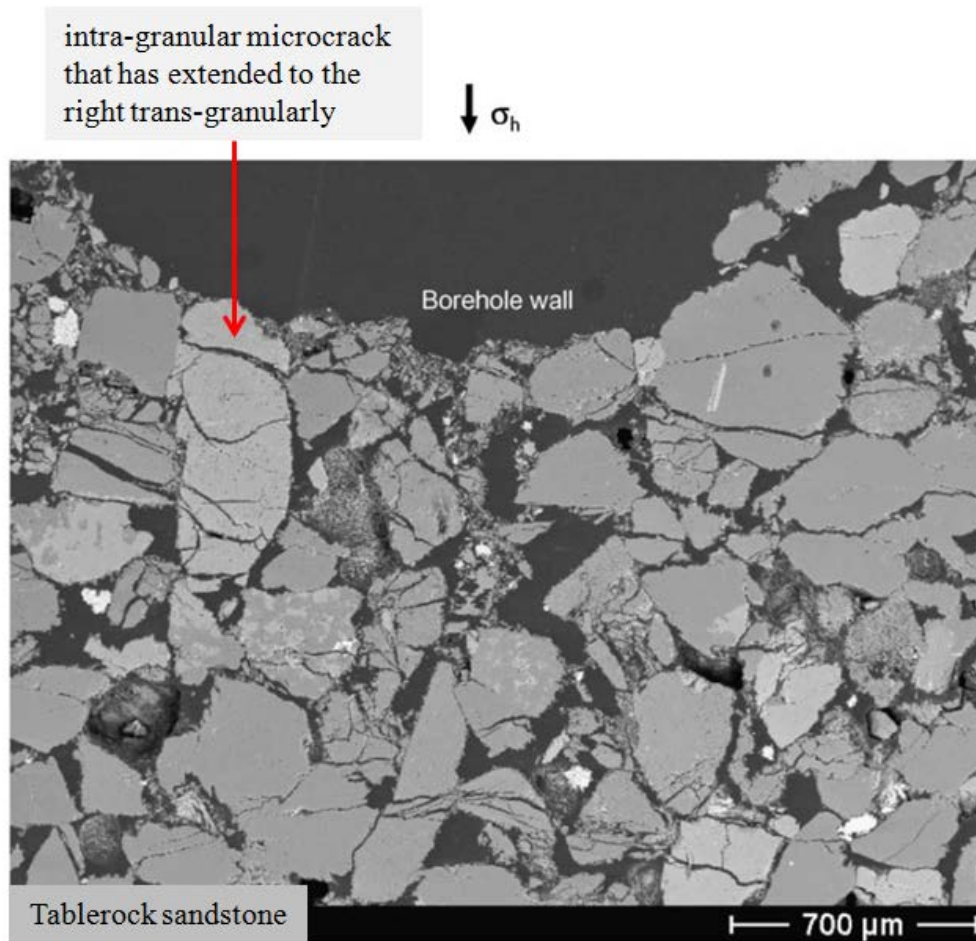 intra-granular microcrack
that has extended to the
right trans-granularly
σh
Borehole wall
Tablerock sandstone
700 µm